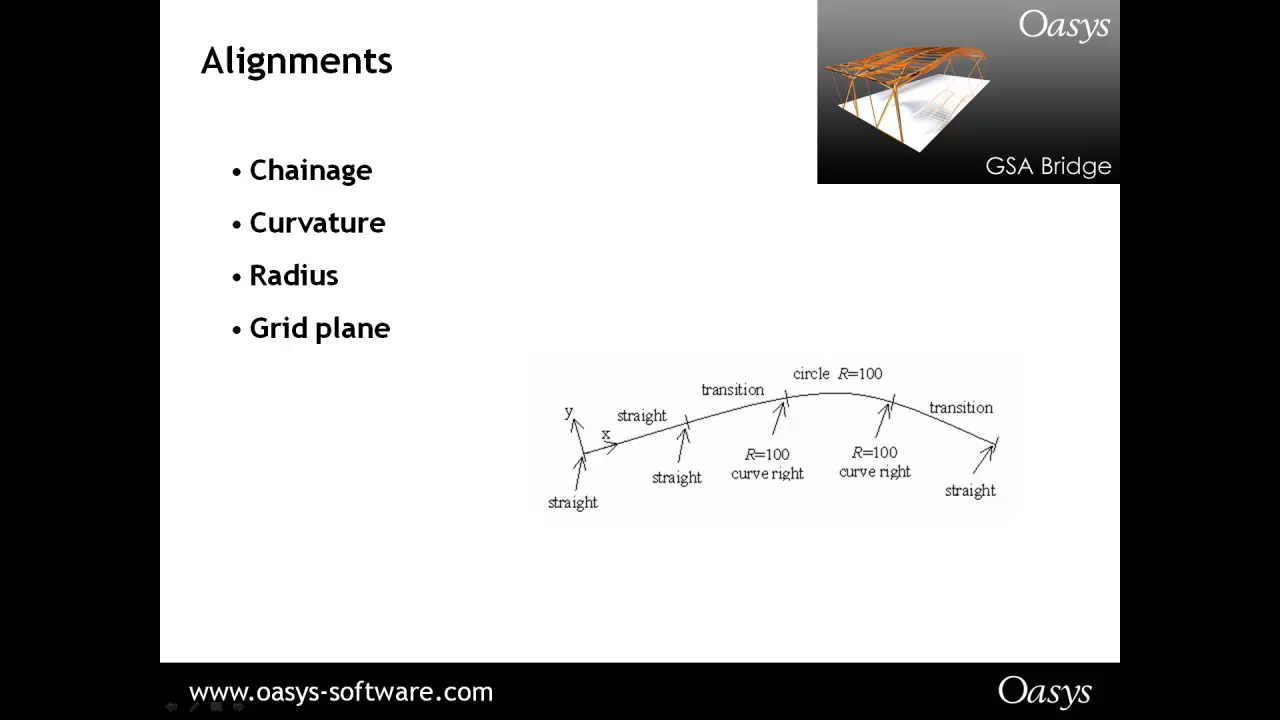 Alignments
Oasys
GSA Bridge
• Chainage
• Curvature
• Radius
• Grid plane
circle R=100
transition
transition
straight
y
x
R=100
curve right
R=100
curve right
straight
straight
straight
www.oasys-software.com
Oasys